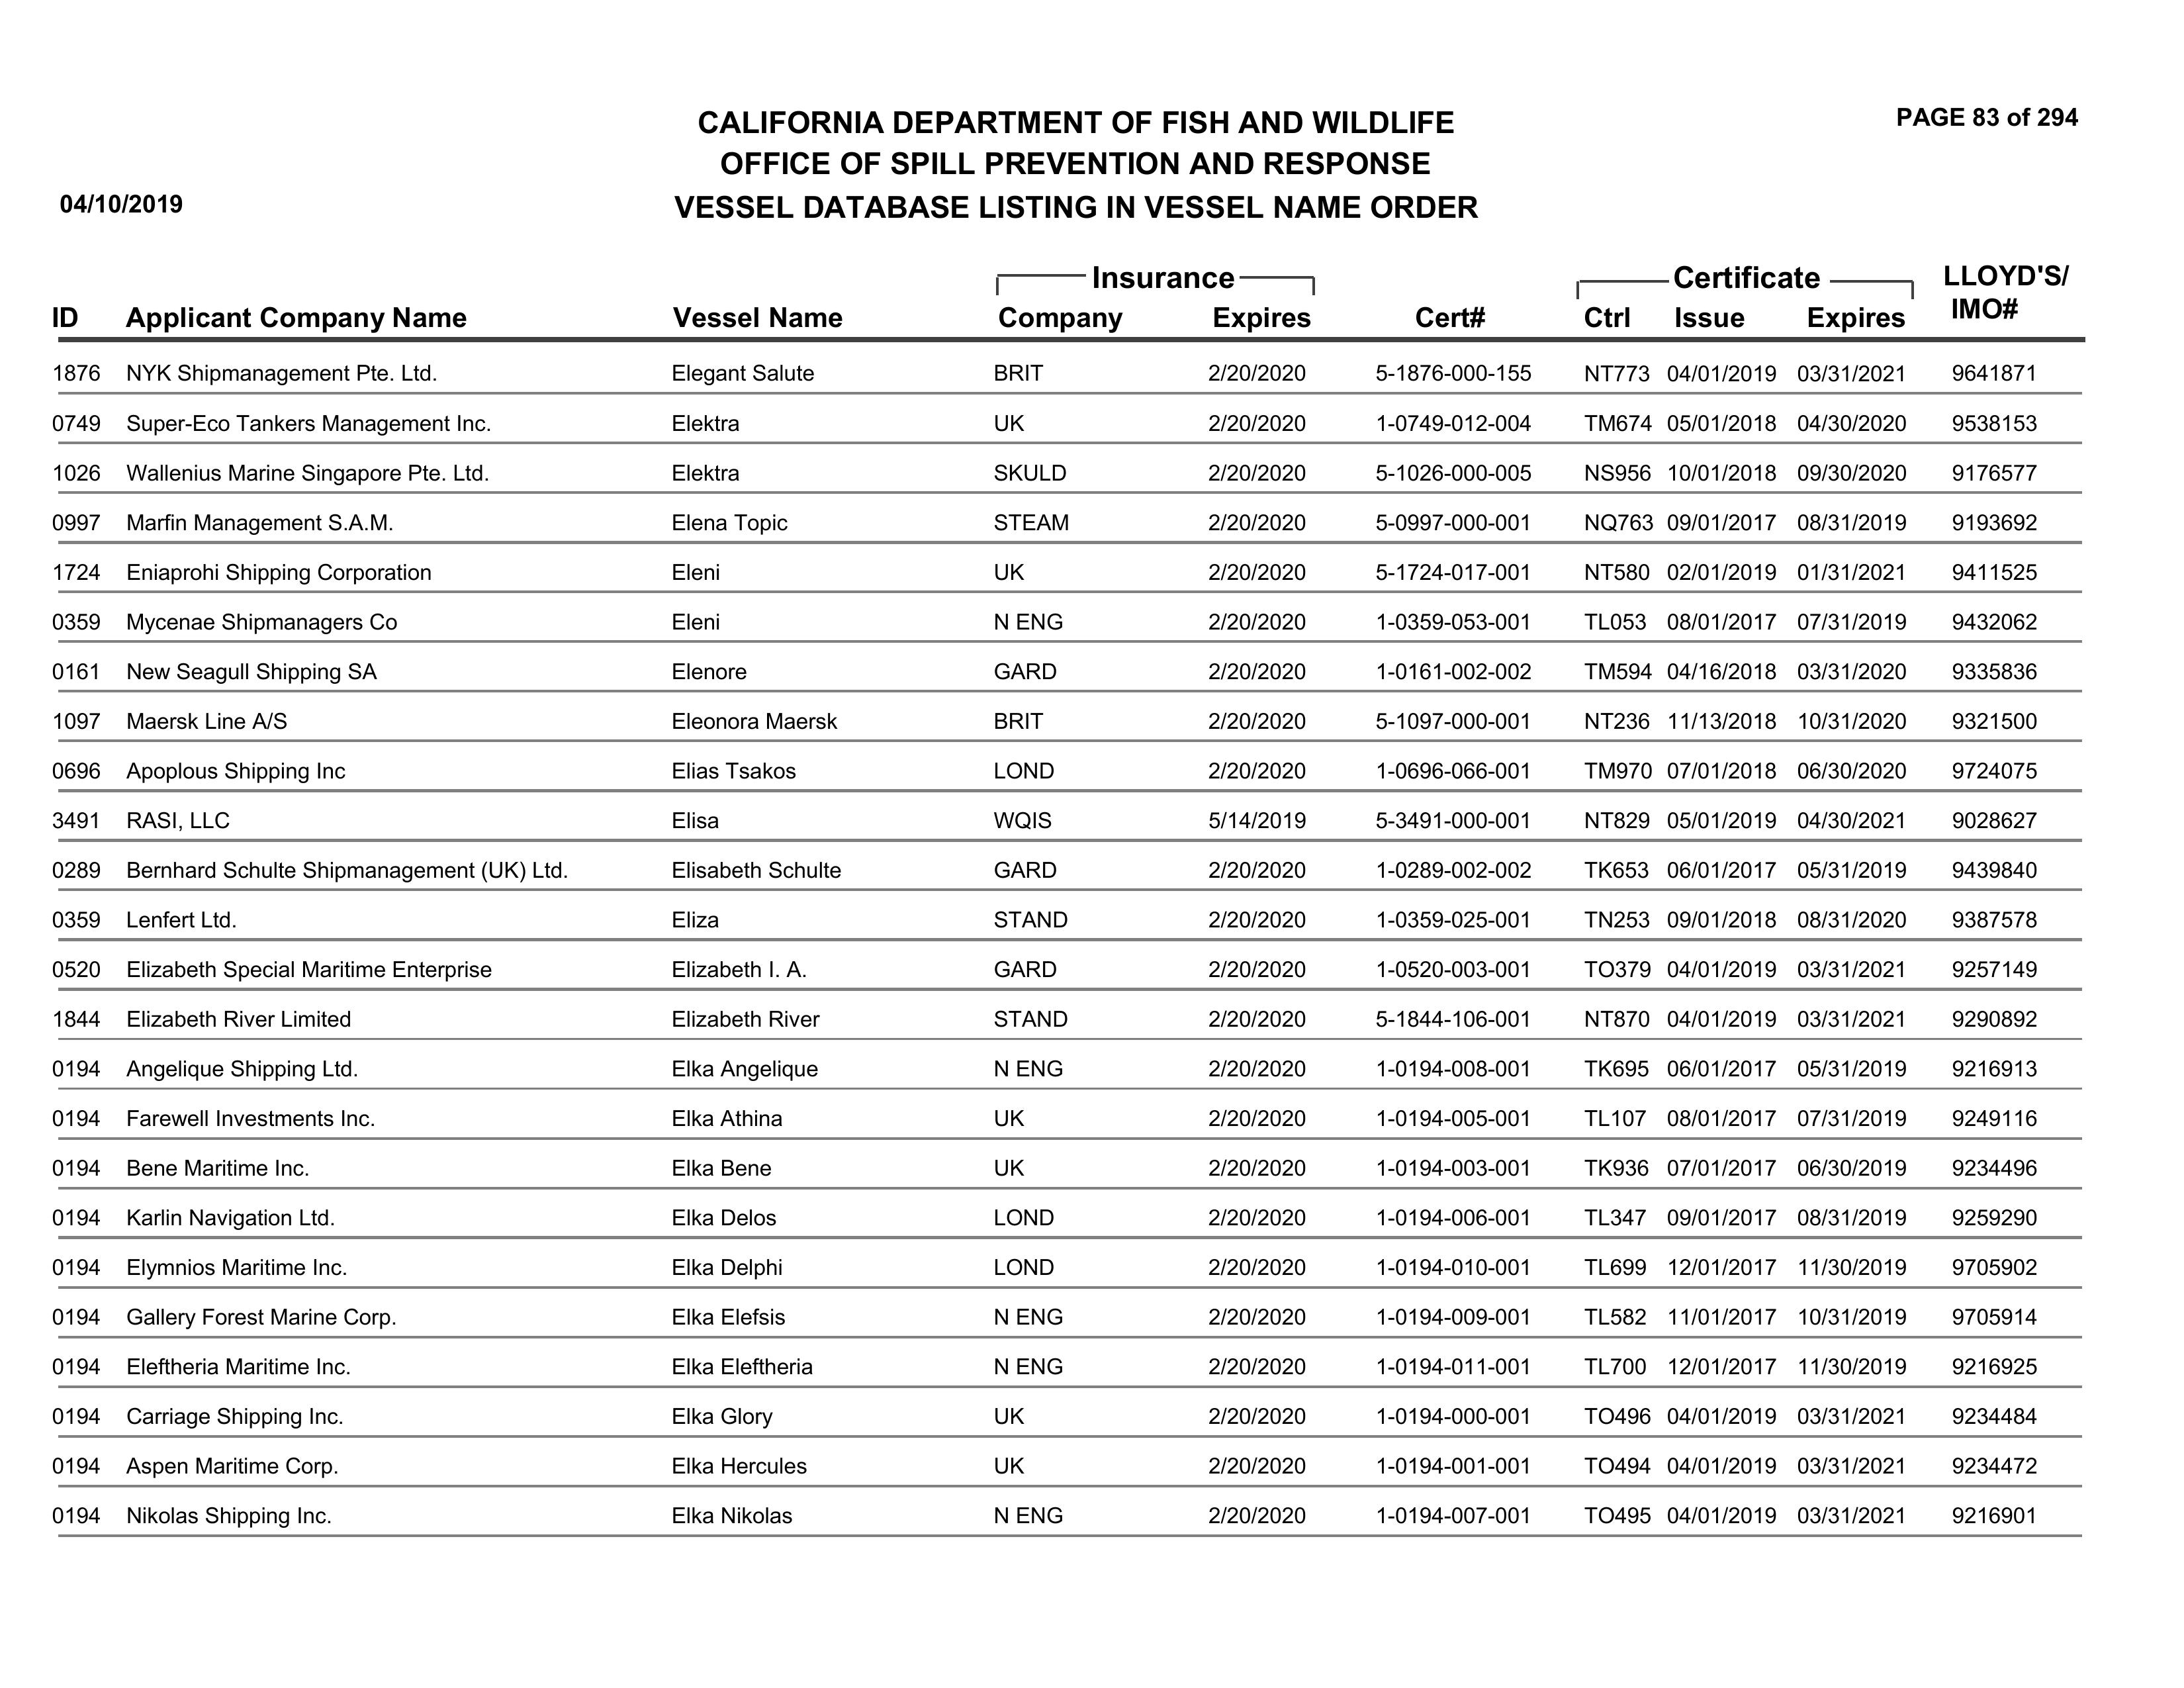 PAGE 83 of 294
CALIFORNIA DEPARTMENT OF FISH AND WILDLIFE
OFFICE OF SPILL PREVENTION AND RESPONSE
04/10/2019 VESSEL DATABASE LISTING IN VESSEL NAME ORDER
Insurance Certificate LLOYD'S/
ID Applicant Company Name Vessel Name Company Expires Cert# Ctrl Issue Expires IMO#
1876 NYK Shipmanagement Pte. Ltd. Elegant Salute BRIT 2/20/2020 5-1876-000-155 NT773 04/01/2019 03/31/2021 9641871
0749 Super-Eco Tankers Management Inc. Elektra UK 2/20/2020 1-0749-012-004 TM674 05/01/2018 04/30/2020 9538153
1026 Wallenius Marine Singapore Pte. Ltd. Elektra SKULD 2/20/2020 5-1026-000-005 NS956 10/01/2018 09/30/2020 9176577
0997 Marfin Management S.A.M. Elena Topic STEAM 2/20/2020 5-0997-000-001 NQ763 09/01/2017 08/31/2019 9193692
1724 Eniaprohi Shipping Corporation Eleni UK 2/20/2020 5-1724-017-001 NT580 02/01/2019 01/31/2021 9411525
0359 Mycenae Shipmanagers Co Eleni N ENG 2/20/2020 1-0359-053-001 TL053 08/01/2017 07/31/2019 9432062
0161 New Seagull Shipping SA Elenore GARD 2/20/2020 1-0161-002-002 TM594 04/16/2018 03/31/2020 9335836
1097 Maersk Line A/S Eleonora Maersk BRIT 2/20/2020 5-1097-000-001 NT236 11/13/2018 10/31/2020 9321500
0696 Apoplous Shipping Inc Elias Tsakos LOND 2/20/2020 1-0696-066-001 TM970 07/01/2018 06/30/2020 9724075
3491 RASI, LLC Elisa WQIS 5/14/2019 5-3491-000-001 NT829 05/01/2019 04/30/2021 9028627
0289 Bernhard Schulte Shipmanagement (UK) Ltd. Elisabeth Schulte GARD 2/20/2020 1-0289-002-002 TK653 06/01/2017 05/31/2019 9439840
0359 Lenfert Ltd. Eliza STAND 2/20/2020 1-0359-025-001 TN253 09/01/2018 08/31/2020 9387578
0520 Elizabeth Special Maritime Enterprise Elizabeth I. A. GARD 2/20/2020 1-0520-003-001 TO379 04/01/2019 03/31/2021 9257149
1844 Elizabeth River Limited Elizabeth River STAND 2/20/2020 5-1844-106-001 NT870 04/01/2019 03/31/2021 9290892
0194 Angelique Shipping Ltd. Elka Angelique N ENG 2/20/2020 1-0194-008-001 TK695 06/01/2017 05/31/2019 9216913
0194 Farewell Investments Inc. Elka Athina UK 2/20/2020 1-0194-005-001 TL107 08/01/2017 07/31/2019 9249116
0194 Bene Maritime Inc. Elka Bene UK 2/20/2020 1-0194-003-001 TK936 07/01/2017 06/30/2019 9234496
0194 Karlin Navigation Ltd. Elka Delos LOND 2/20/2020 1-0194-006-001 TL347 09/01/2017 08/31/2019 9259290
0194 Elymnios Maritime Inc. Elka Delphi LOND 2/20/2020 1-0194-010-001 TL699 12/01/2017 11/30/2019 9705902
0194 Gallery Forest Marine Corp. Elka Elefsis N ENG 2/20/2020 1-0194-009-001 TL582 11/01/2017 10/31/2019 9705914
0194 Eleftheria Maritime Inc. Elka Eleftheria N ENG 2/20/2020 1-0194-011-001 TL700 12/01/2017 11/30/2019 9216925
0194 Carriage Shipping Inc. Elka Glory UK 2/20/2020 1-0194-000-001 TO496 04/01/2019 03/31/2021 9234484
0194 Aspen Maritime Corp. Elka Hercules UK 2/20/2020 1-0194-001-001 TO494 04/01/2019 03/31/2021 9234472
0194 Nikolas Shipping Inc. Elka Nikolas N ENG 2/20/2020 1-0194-007-001 TO495 04/01/2019 03/31/2021 9216901